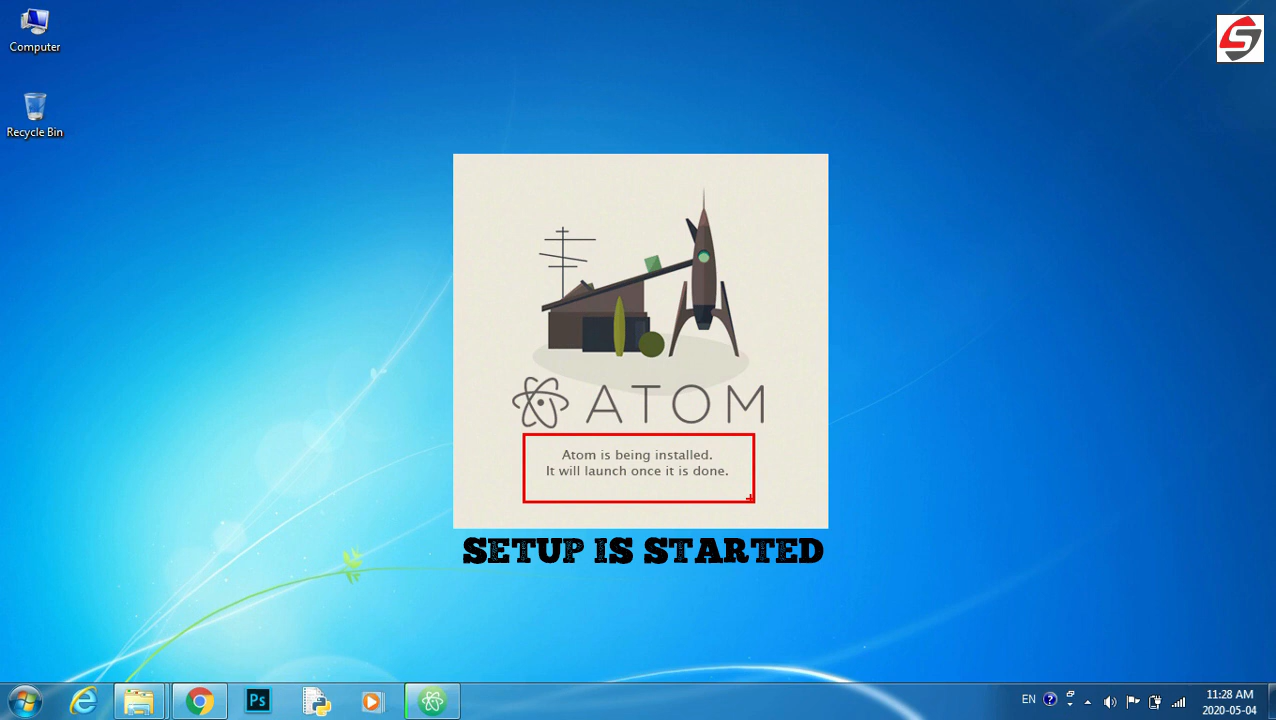 Computer
Recycle Bin
ATOM
Atom is being installed.
It will launch once it is done.
SETUP IS STARTED
Ps
EN
11:28 AM
2020-05-04